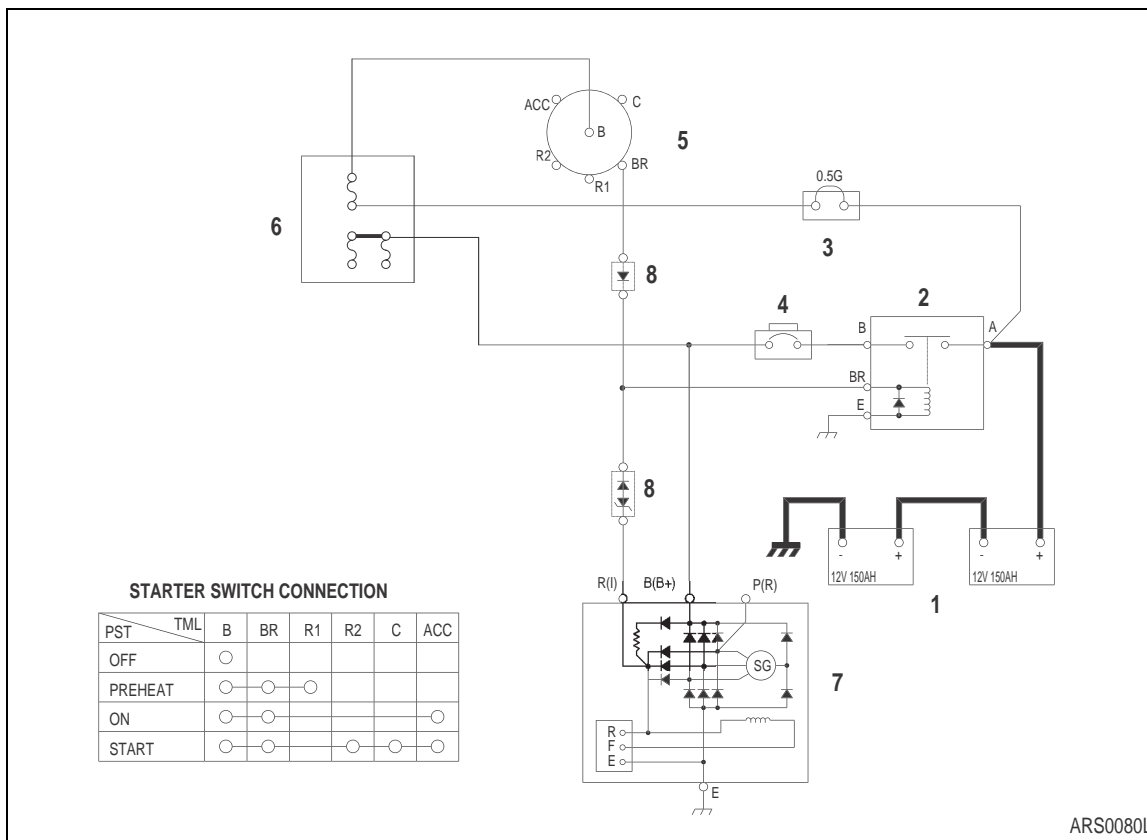 ACC
C
B
5
R2
BR
R1
0.5G
6
3
8
4
2
B
A
BR
E
8
- + - +
12V 150AH 12V 150AH
1
R(I) B(B+) P(R)
SG
7
R
F
E
E
STARTER SWITCH CONNECTION
PST TML B BR R1 R2 C ACC
OFF
PREHEAT
ON
START
ARS0080L